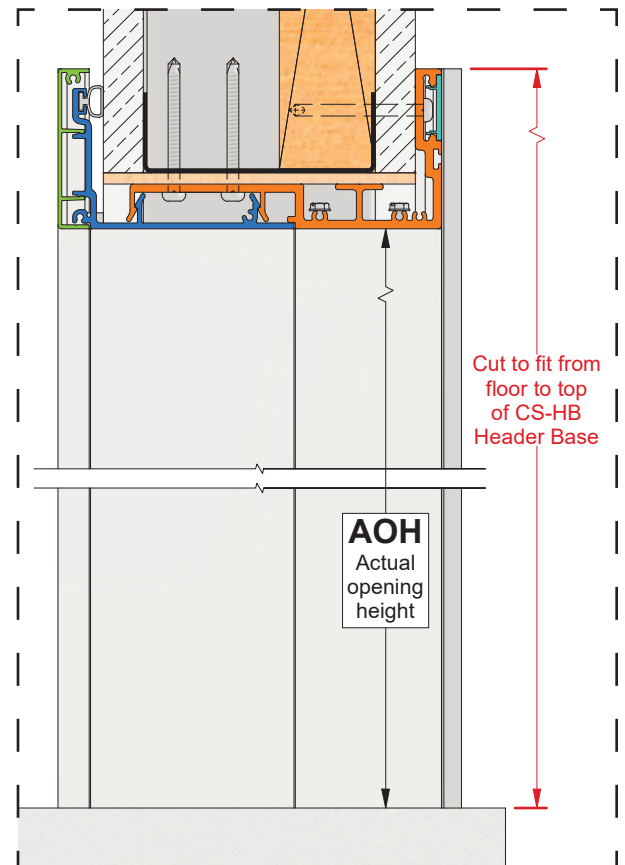 Cut to fit from
floor to top
of CS-HB
Header Base
AOH
Actual
opening
height